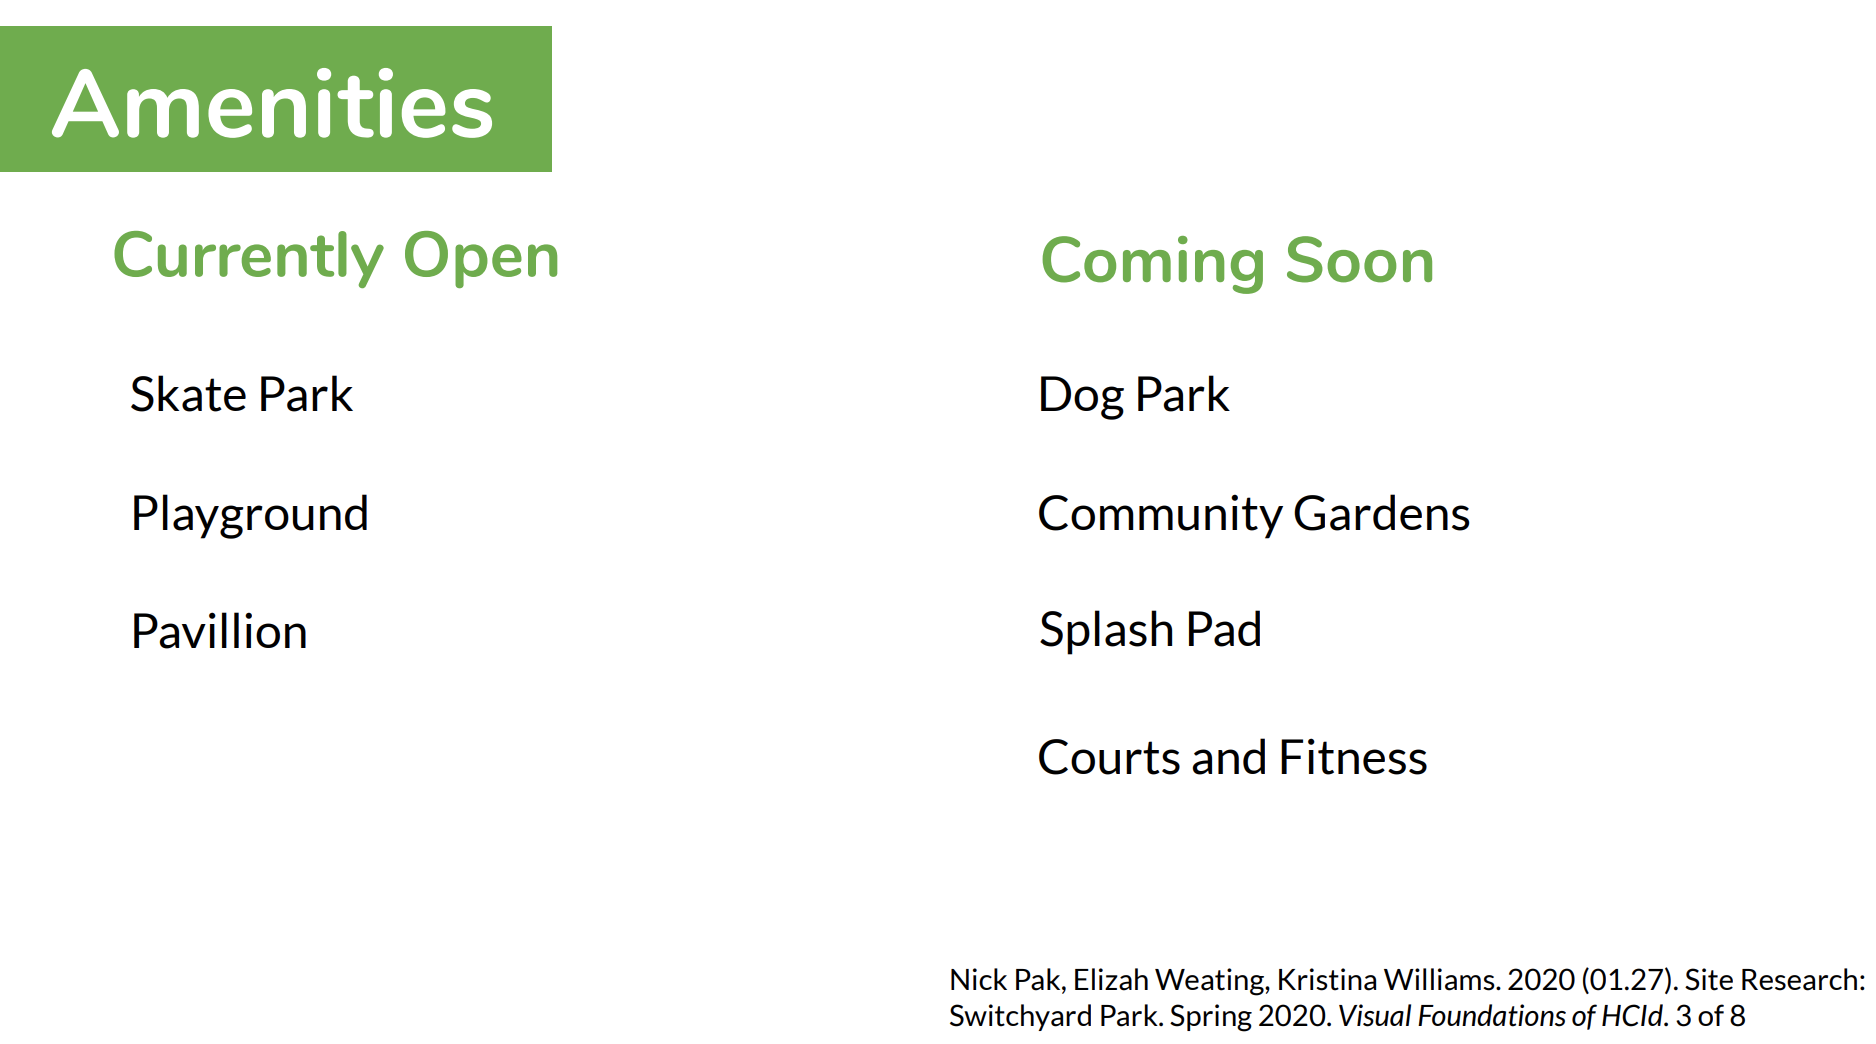 Amenities
Currently Open
Skate Park
Playground
Pavillion
Coming Soon
Dog Park
Community Gardens
Splash Pad
Courts and Fitness
Nick Pak, Elizah Weating, Kristina Williams. 2020 (01.27). Site Research:
Switchyard Park. Spring 2020. Visual Foundations of HCId. 3 of 8